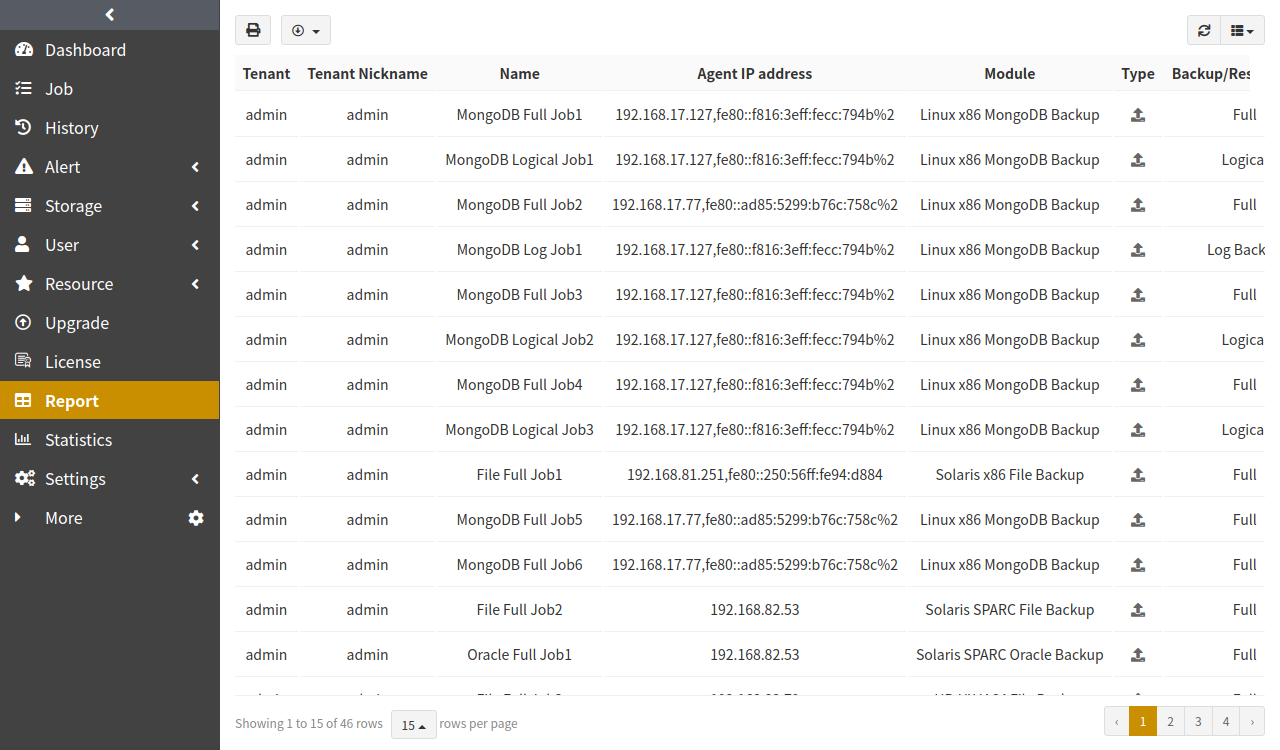 Dashboard
Job
History
Alert
Storage
User
Resource
Upgrade
License
Report
Statistics
Settings
More
Tenant Tenant Nickname Name Agent IP address Module Type Backup/Res
admin admin MongoDB Full Job1 192.168.17.127,fe80::f816:3eff:fecc:794b%2 Linux x86 MongoDB Backup Full
admin admin MongoDB Logical Job1 192.168.17.127,fe80::f816:3eff:fecc:794b%2 Linux x86 MongoDB Backup Logica
admin admin MongoDB Full Job2 192.168.17.77,fe80::ad85:5299:b76c:758c%2 Linux x86 MongoDB Backup Full
admin admin MongoDB Log Job1 192.168.17.127,fe80::f816:3eff:fecc:794b%2 Linux x86 MongoDB Backup Log Back
admin admin MongoDB Full Job3 192.168.17.127,fe80::f816:3eff:fecc:794b%2 Linux x86 MongoDB Backup Full
admin admin MongoDB Logical Job2 192.168.17.127,fe80::f816:3eff:fecc:794b%2 Linux x86 MongoDB Backup Logica
admin admin MongoDB Full Job4 192.168.17.127,fe80::f816:3eff:fecc:794b%2 Linux x86 MongoDB Backup Full
admin admin MongoDB Logical Job3 192.168.17.127,fe80::f816:3eff:fecc:794b%2 Linux x86 MongoDB Backup Logica
admin admin File Full Job1 192.168.81.251,fe80::250:56ff:fe94:d884 Solaris x86 File Backup Full
admin admin MongoDB Full Job5 192.168.17.77,fe80::ad85:5299:b76c:758c%2 Linux x86 MongoDB Backup Full
admin admin MongoDB Full Job6 192.168.17.77,fe80::ad85:5299:b76c:758c%2 Linux x86 MongoDB Backup Full
admin admin File Full Job2 192.168.82.53 Solaris SPARC File Backup Full
admin admin Oracle Full Job1 192.168.82.53 Solaris SPARC Oracle Backup Full
Showing 1 to 15 of 46 rows 15 rows per page ‹ 1 2 3 4 ›